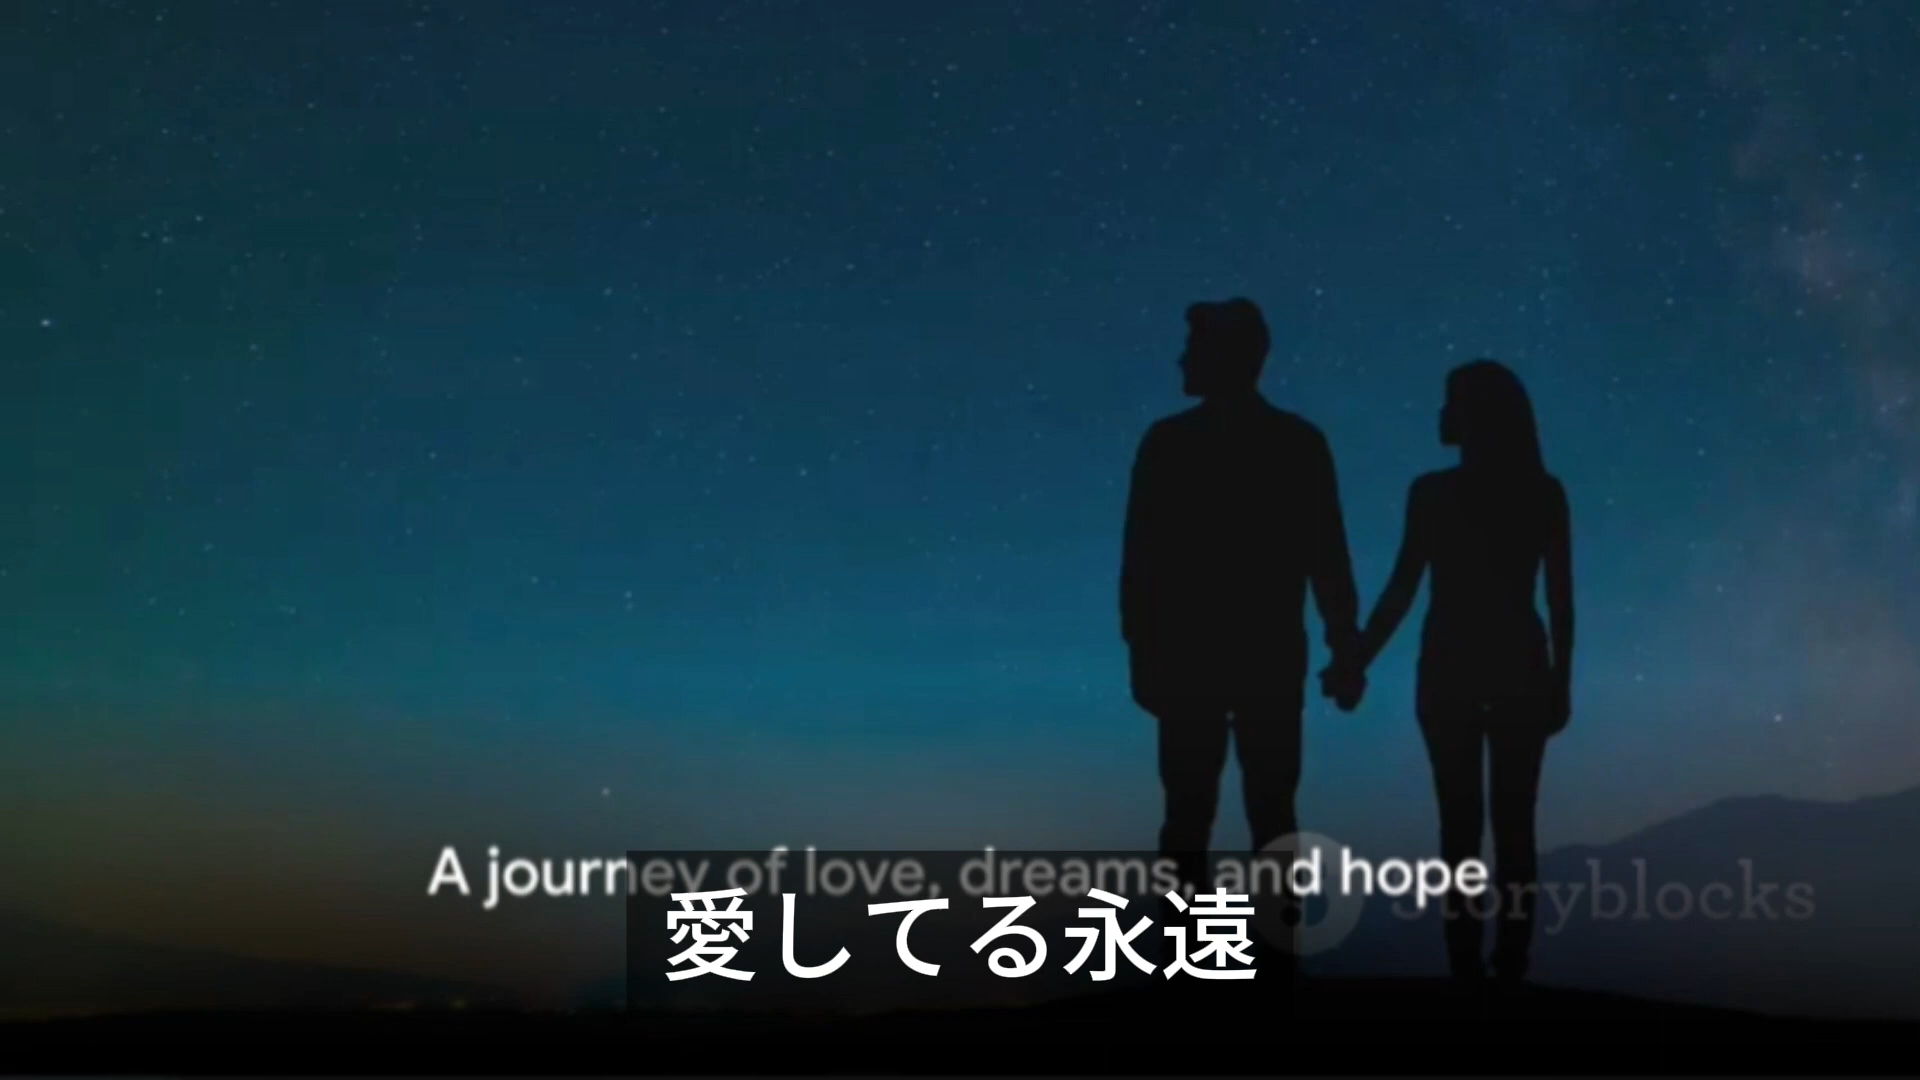 A journey of love, dreams, and hope
Storyblocks
愛してる永遠